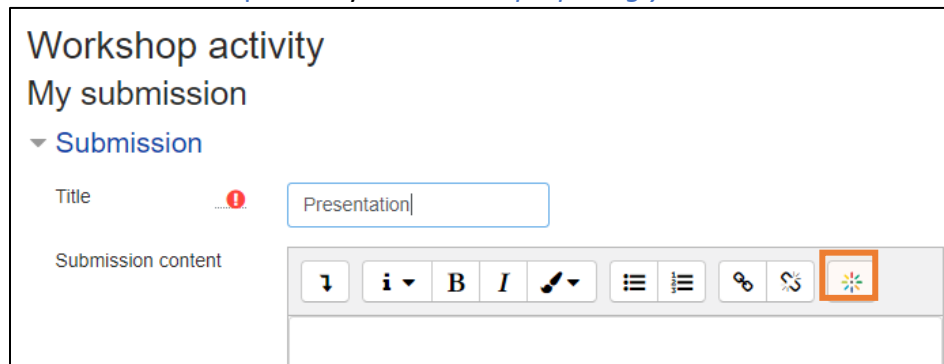 Workshop activity
My submission
Submission
Title
Presentation
Submission content
i B I